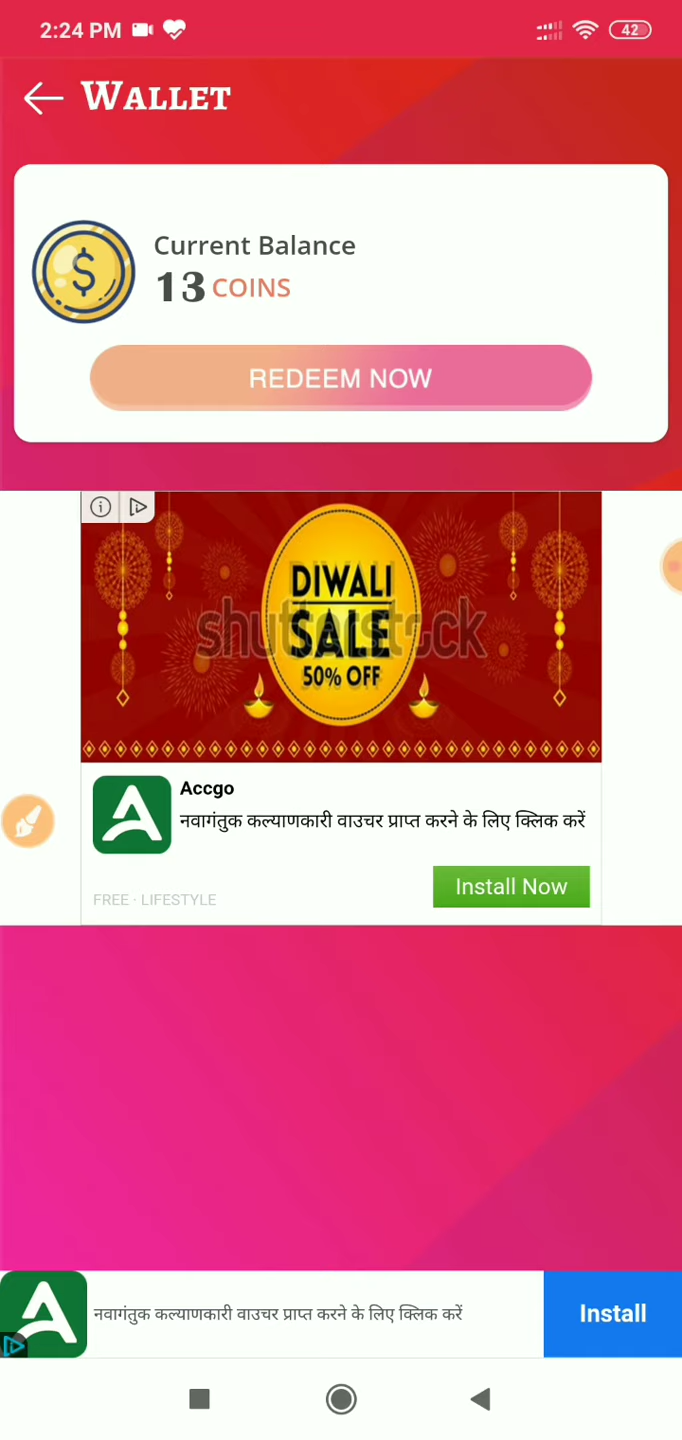 2:24 PM
42
WALLET
Current Balance
13 COINS
REDEEM NOW
DIWALI
SALE
shutterstock
50% OFF
Accgo
नवागंतुक कल्याणकारी वाउचर प्राप्त करने के लिए क्लिक करें
Install Now
FREE · LIFESTYLE
नवागंतुक कल्याणकारी वाउचर प्राप्त करने के लिए क्लिक करें
Install